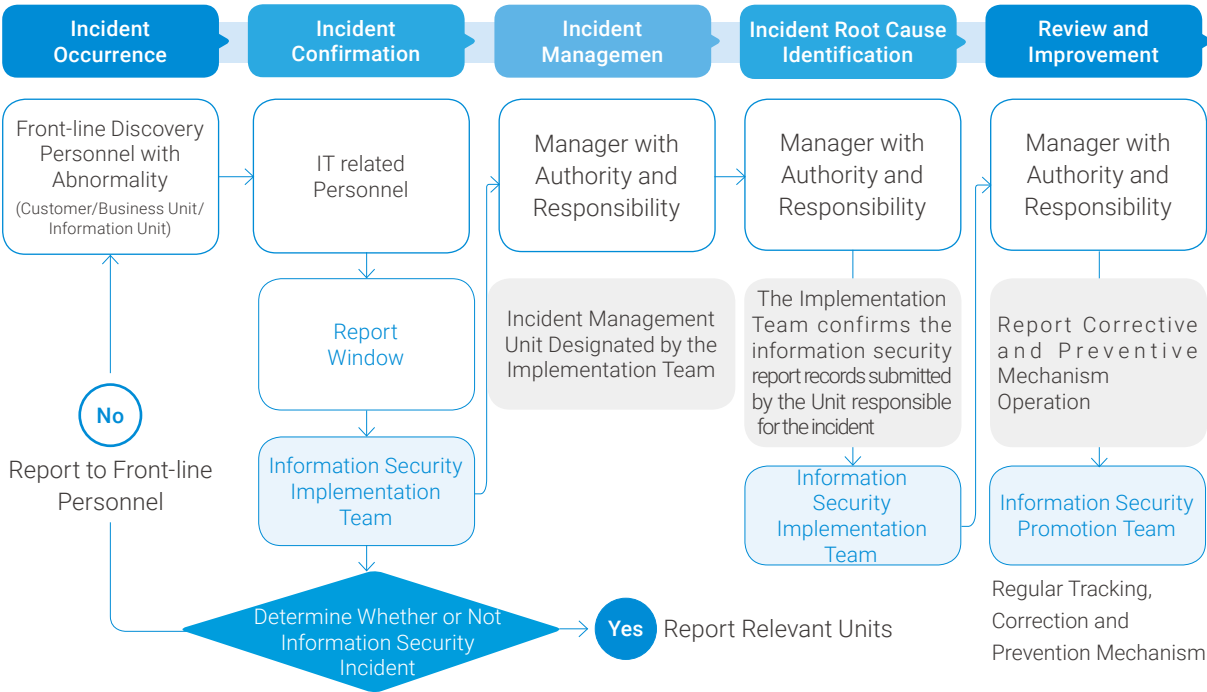 Incident
Occurrence
Incident
Confirmation
Incident
Managemen
Incident Root Cause
Identification
Review and
Improvement
Front-line Discovery
Personnel with
Abnormality
(Customer/Business Unit/
Information Unit)
IT related
Personnel
Manager with
Authority and
Responsibility
Manager with
Authority and
Responsibility
Manager with
Authority and
Responsibility
Report
Window
Incident Management
Unit Designated by the
Implementation Team
The Implementation
Team confirms the
information security
report records submitted
by the Unit responsible
for the incident
Report Corrective
and Preventive
Mechanism
Operation
No
Report to Front-line
Personnel
Information Security
Implementation
Team
Information
Security
Implementation
Team
Information Security
Promotion Team
Regular Tracking,
Correction and
Prevention Mechanism
Determine Whether or Not
Information Security
Incident
Yes
Report Relevant Units